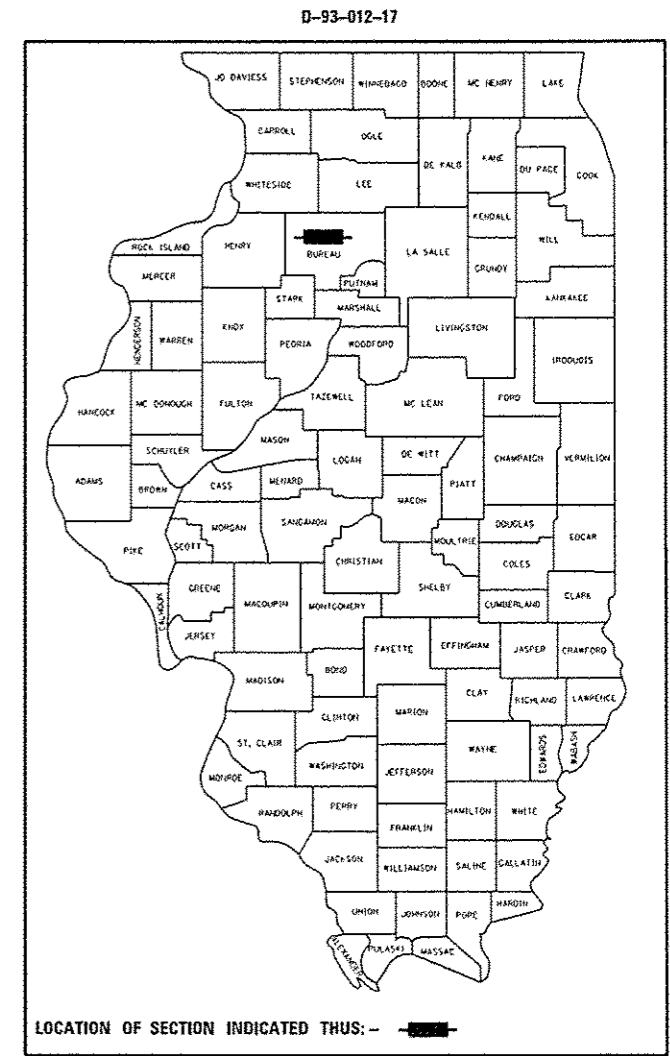 D-93-012-17
JO DAVIESS STEPHENSON WINNEBAGO BOONE MC HENRY LAKE
CARROLL OGLE DE KALB KANE DU PAGE COOK
WHITESIDE LEE
ROCK ISLAND HENRY BUREAU LA SALLE KENDALL WILL
MERCER PUTNAM GRUNDY
STARK MARSHALL KANKAKEE
HENDERSON WARREN KNOX PEORIA WOODFORD LIVINGSTON IROQUOIS
HANCOCK MC DONOUGH FULTON TAZEWELL MC LEAN FORD
SCHUYLER MASON LOGAN DE WITT CHAMPAIGN VERMILION
ADAMS BROWN CASS MENARD PIATT
MACON
PIKE SCOTT MORGAN SANGAMON MOULTRIE DOUGLAS EDGAR
CHRISTIAN COLES
CALHOUN GREENE MACOUPIN MONTGOMERY SHELBY CUMBERLAND CLARK
JERSEY FAYETTE EFFINGHAM JASPER CRAWFORD
MADISON BOND CLAY RICHLAND LAWRENCE
CLINTON MARION
ST. CLAIR WASHINGTON JEFFERSON WAYNE EDWARDS WABASH
MONROE
RANDOLPH PERRY HAMILTON WHITE
FRANKLIN
JACKSON WILLIAMSON SALINE GALLATIN
UNION JOHNSON POPE HARDIN
ALEXANDER PULASKI MASSAC
LOCATION OF SECTION INDICATED THUS: -